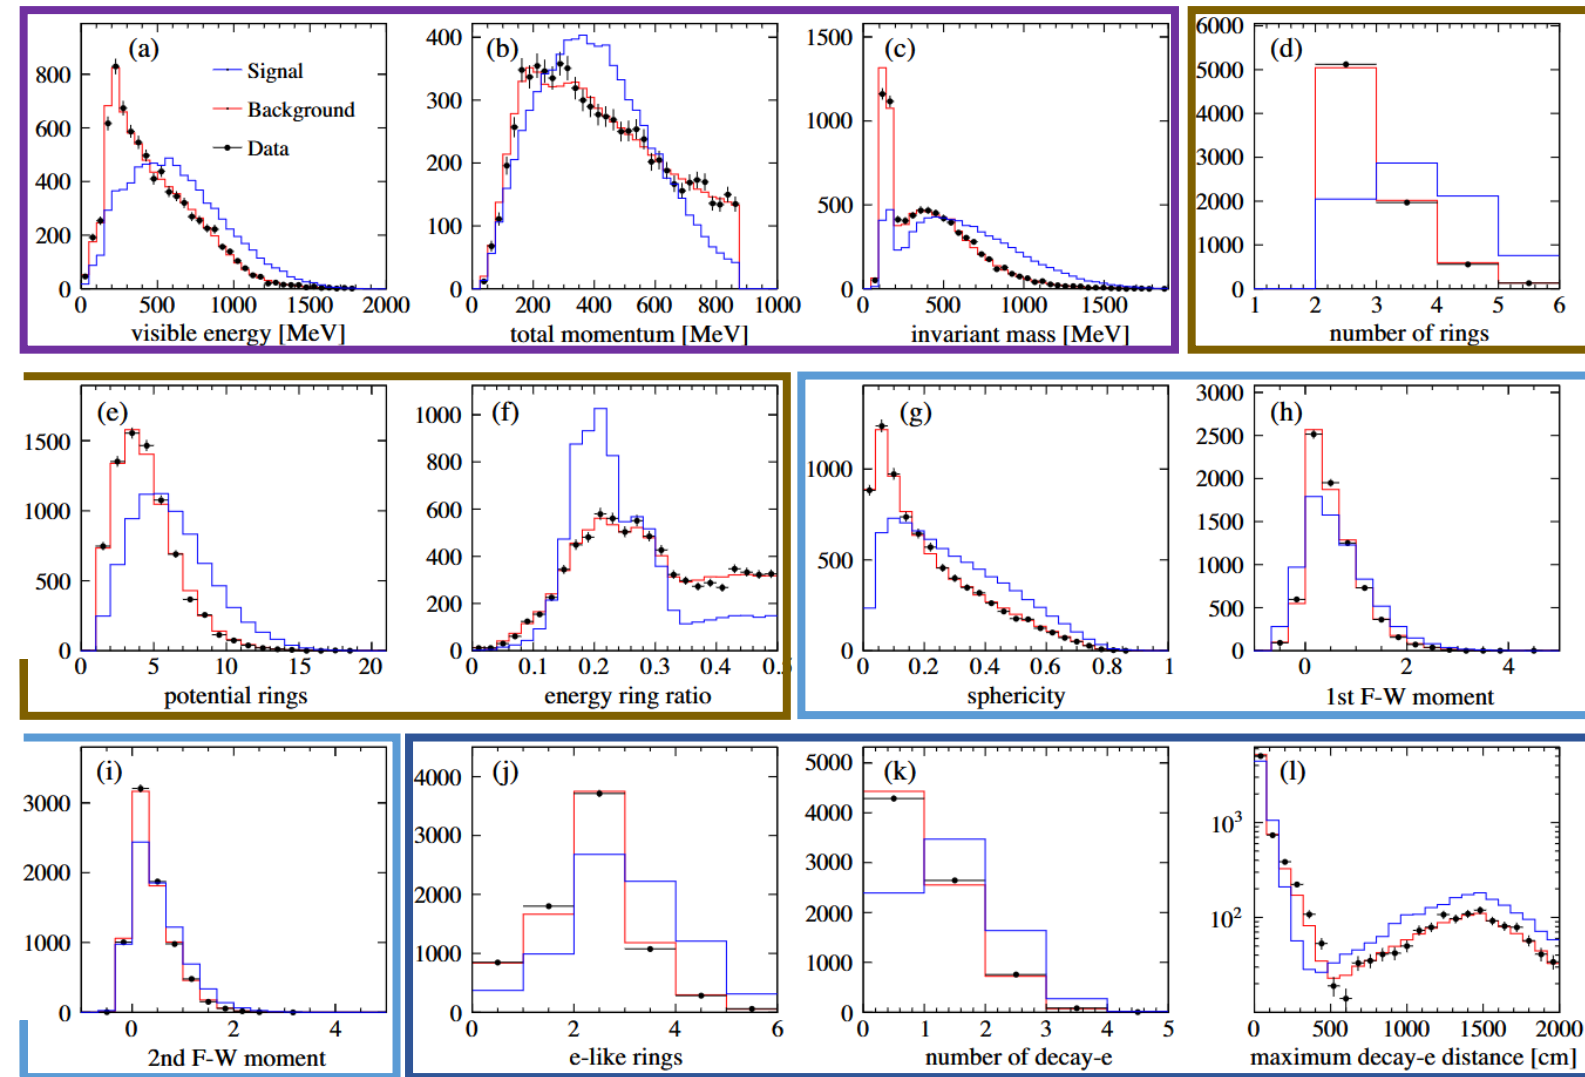 (a)
Signal
Background
Data
800
600
400
200
0
0 500 1000 1500 2000
visible energy [MeV]
(b)
400
300
200
100
0
0 200 400 600 800 1000
total momentum [MeV]
(c)
1500
1000
500
0
0 500 1000 1500
invariant mass [MeV]
(d)
6000
5000
4000
3000
2000
1000
0
1 2 3 4 5 6
number of rings
(e)
1500
1000
500
0
0 5 10 15 20
potential rings
(f)
1000
800
600
400
200
0
0 0.1 0.2 0.3 0.4 0.5
energy ring ratio
(g)
1000
500
0
0 0.2 0.4 0.6 0.8 1
sphericity
(h)
3000
2500
2000
1500
1000
500
0
0 2 4
1st F-W moment
(i)
3000
2000
1000
0
0 2 4
2nd F-W moment
(j)
4000
3000
2000
1000
0
0 2 4 6
e-like rings
(k)
5000
4000
3000
2000
1000
0
0 1 2 3 4 5
number of decay-e
(l)
10³
10²
0 500 1000 1500 2000
maximum decay-e distance [cm]